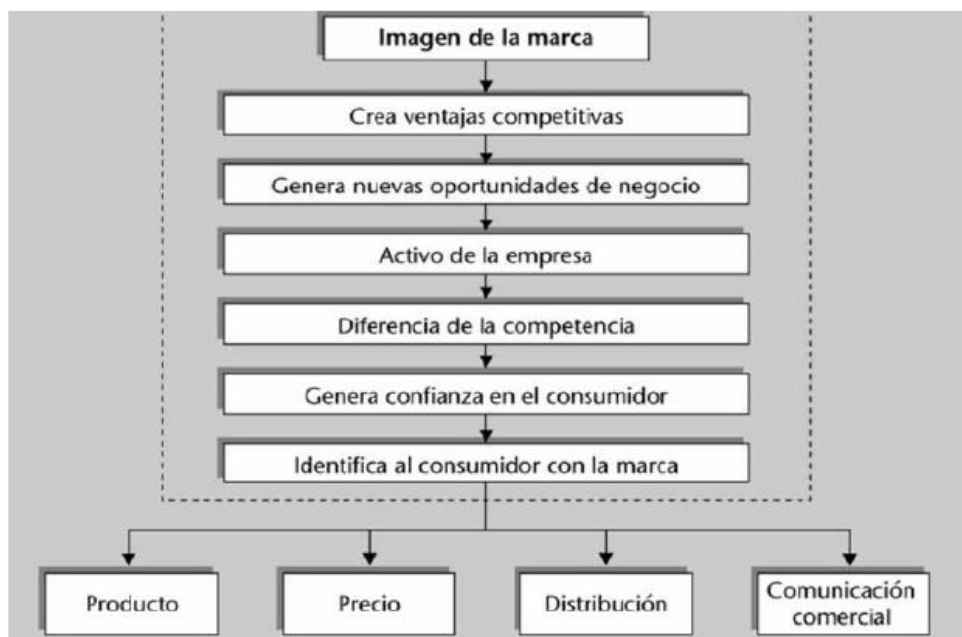 Imagen de la marca
Crea ventajas competitivas
Genera nuevas oportunidades de negocio
Activo de la empresa
Diferencia de la competencia
Genera confianza en el consumidor
Identifica al consumidor con la marca
Producto
Precio
Distribución
Comunicación
comercial